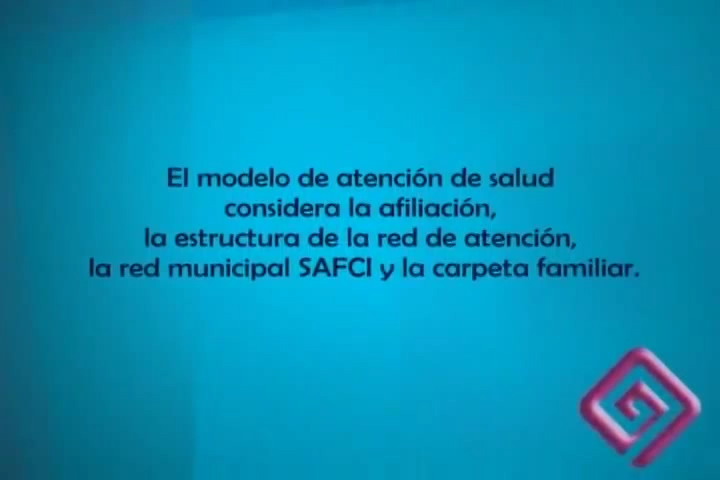 El modelo de atención de salud
considera la afiliación,
la estructura de la red de atención,
la red municipal SAFCI y la carpeta familiar.